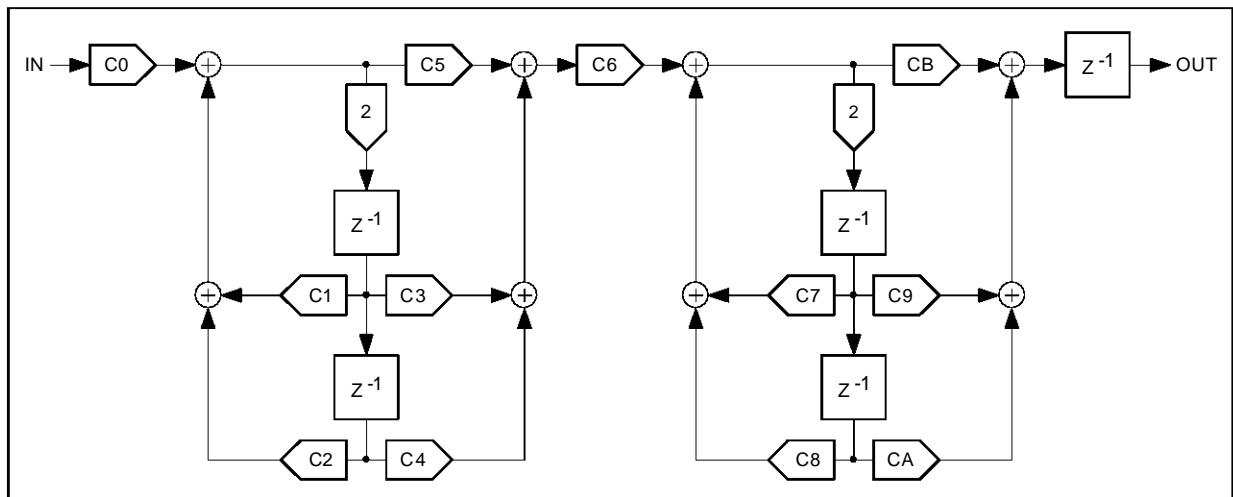 IN C0 C5 C6 CB Z⁻¹ OUT
2 2
Z⁻¹ Z⁻¹
C1 C3 C7 C9
Z⁻¹ Z⁻¹
C2 C4 C8 CA